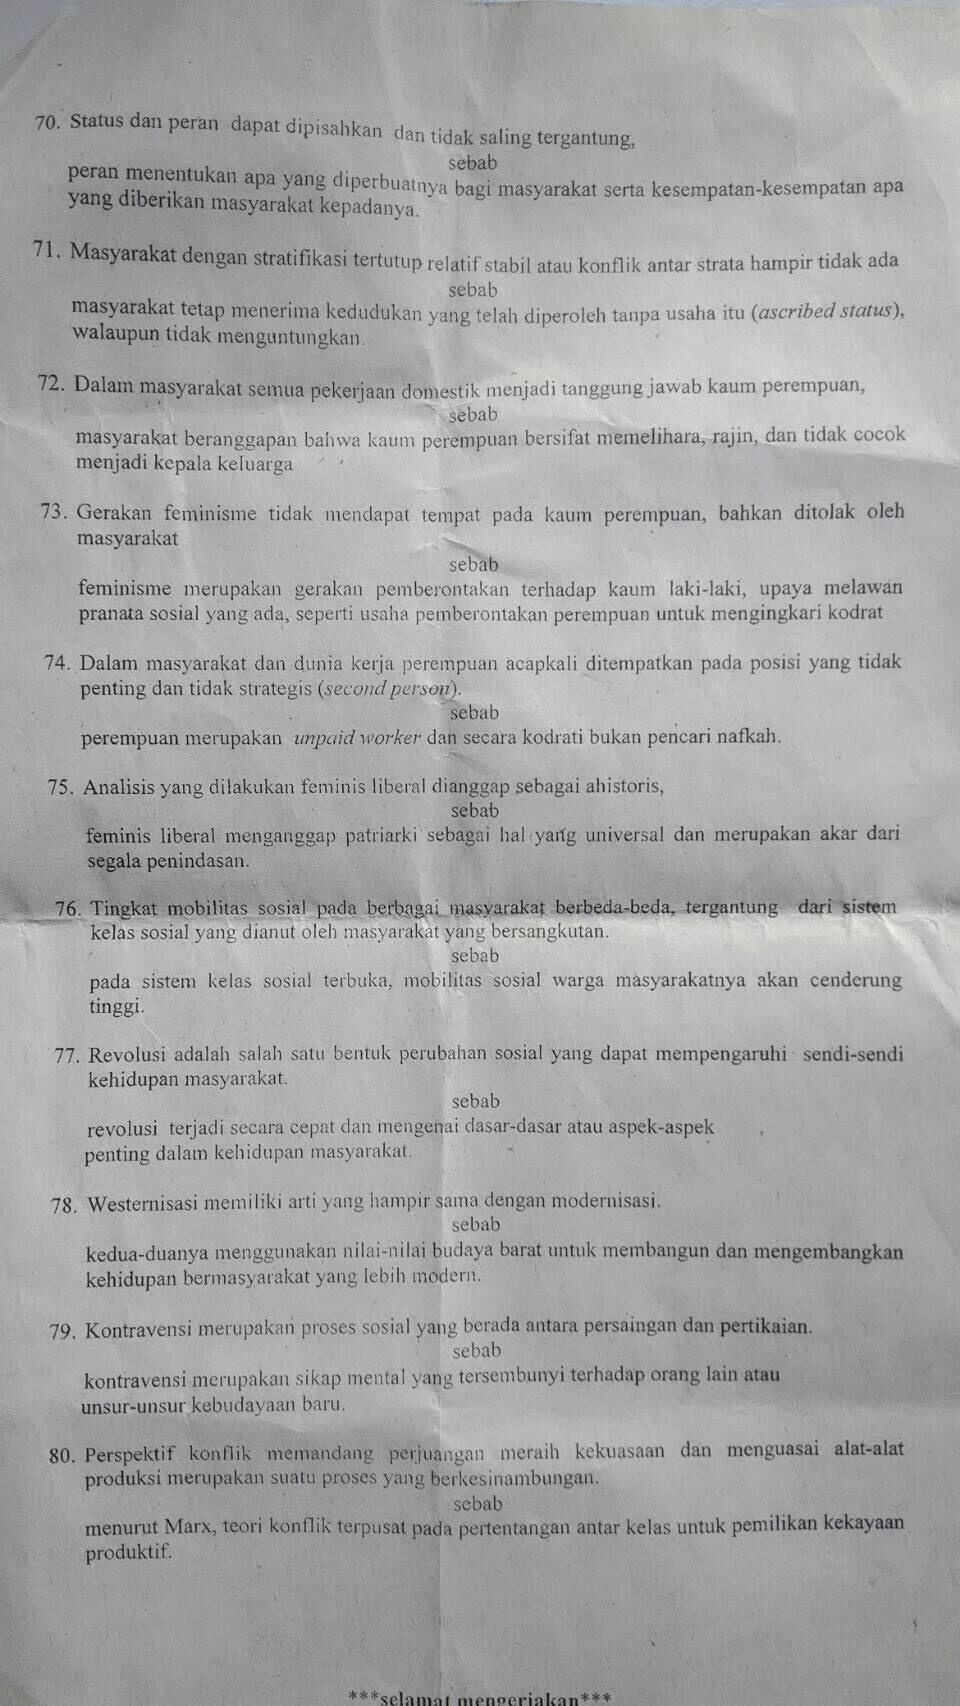 70. Status dan peran dapat dipisahkan dan tidak saling tergantung,
sebab
peran menentukan apa yang diperbuatnya bagi masyarakat serta kesempatan-kesempatan apa
yang diberikan masyarakat kepadanya.
71. Masyarakat dengan stratifikasi tertutup relatif stabil atau konflik antar strata hampir tidak ada
sebab
masyarakat tetap menerima kedudukan yang telah diperoleh tanpa usaha itu (ascribed status),
walaupun tidak menguntungkan.
72. Dalam masyarakat semua pekerjaan domestik menjadi tanggung jawab kaum perempuan,
sebab
masyarakat beranggapan bahwa kaum perempuan bersifat memelihara, rajin, dan tidak cocok
menjadi kepala keluarga
73. Gerakan feminisme tidak mendapat tempat pada kaum perempuan, bahkan ditolak oleh
masyarakat
sebab
feminisme merupakan gerakan pemberontakan terhadap kaum laki-laki, upaya melawan
pranata sosial yang ada, seperti usaha pemberontakan perempuan untuk mengingkari kodrat
74. Dalam masyarakat dan dunia kerja perempuan acapkali ditempatkan pada posisi yang tidak
penting dan tidak strategis (second person).
sebab
perempuan merupakan unpaid worker dan secara kodrati bukan pencari nafkah.
75. Analisis yang dilakukan feminis liberal dianggap sebagai ahistoris,
sebab
feminis liberal menganggap patriarki sebagai hal yang universal dan merupakan akar dari
segala penindasan.
76. Tingkat mobilitas sosial pada berbagai masyarakat berbeda-beda, tergantung dari sistem
kelas sosial yang dianut oleh masyarakat yang bersangkutan.
sebab
pada sistem kelas sosial terbuka, mobilitas sosial warga masyarakatnya akan cenderung
tinggi.
77. Revolusi adalah salah satu bentuk perubahan sosial yang dapat mempengaruhi sendi-sendi
kehidupan masyarakat.
sebab
revolusi terjadi secara cepat dan mengenai dasar-dasar atau aspek-aspek
penting dalam kehidupan masyarakat.
78. Westernisasi memiliki arti yang hampir sama dengan modernisasi.
sebab
kedua-duanya menggunakan nilai-nilai budaya barat untuk membangun dan mengembangkan
kehidupan bermasyarakat yang lebih modern.
79. Kontravensi merupakan proses sosial yang berada antara persaingan dan pertikaian.
sebab
kontravensi merupakan sikap mental yang tersembunyi terhadap orang lain atau
unsur-unsur kebudayaan baru.
80. Perspektif konflik memandang perjuangan meraih kekuasaan dan menguasai alat-alat
produksi merupakan suatu proses yang berkesinambungan.
sebab
menurut Marx, teori konflik terpusat pada pertentangan antar kelas untuk pemilikan kekayaan
produktif.
***selamat mengerjakan***